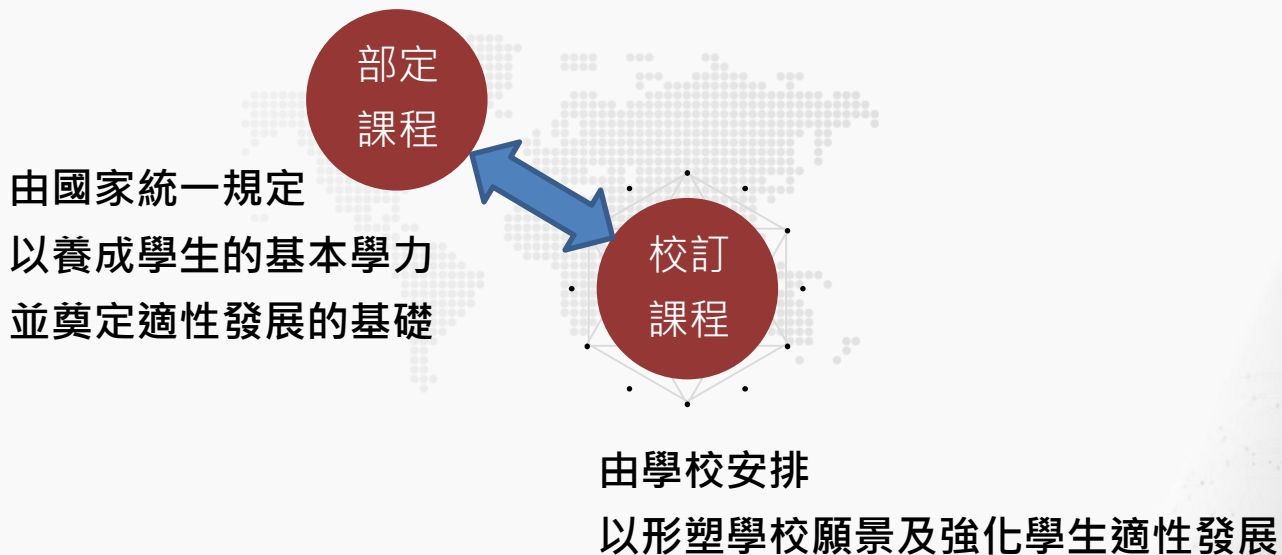 部定
課程
由國家統一規定
以養成學生的基本學力
並奠定適性發展的基礎
校訂
課程
由學校安排
以形塑學校願景及強化學生適性發展